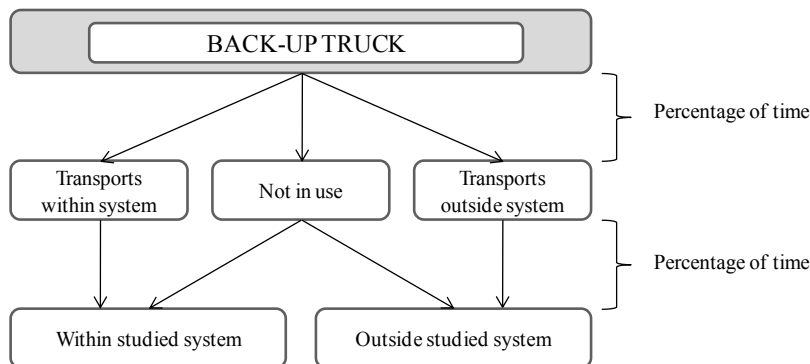 BACK-UP TRUCK
Percentage of time
Transports
within system
Not in use
Transports
outside system
Percentage of time
Within studied system
Outside studied system